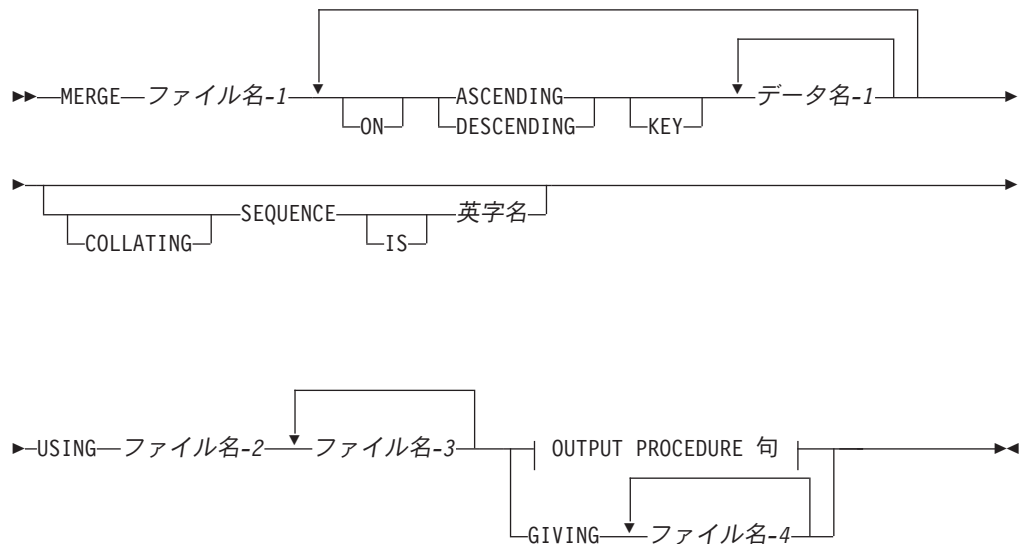 MERGE ファイル名-1 ASCENDING データ名-1
ON DESCENDING KEY
SEQUENCE 英字名
COLLATING IS
USING ファイル名-2 ファイル名-3 OUTPUT PROCEDURE 句
GIVING ファイル名-4